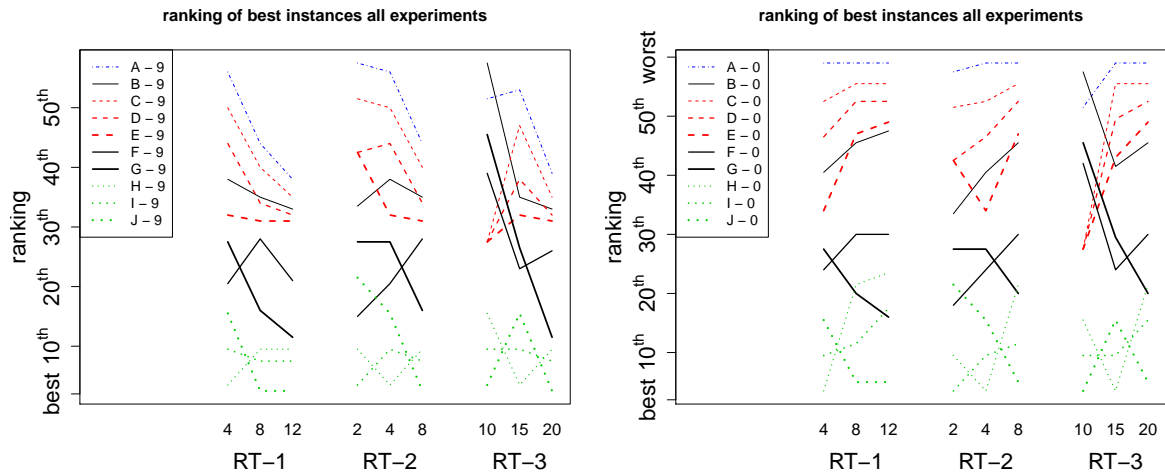 ranking of best instances all experiments
A − 9
B − 9
C − 9
D − 9
E − 9
F − 9
G − 9
H − 9
I − 9
J − 9
ranking
best 10th 20th 30th 40th 50th
4 8 12 2 4 8 10 15 20
RT−1 RT−2 RT−3
ranking of best instances all experiments
A − 0
B − 0
C − 0
D − 0
E − 0
F − 0
G − 0
H − 0
I − 0
J − 0
ranking
best 10th 20th 30th 40th 50th worst
4 8 12 2 4 8 10 15 20
RT−1 RT−2 RT−3